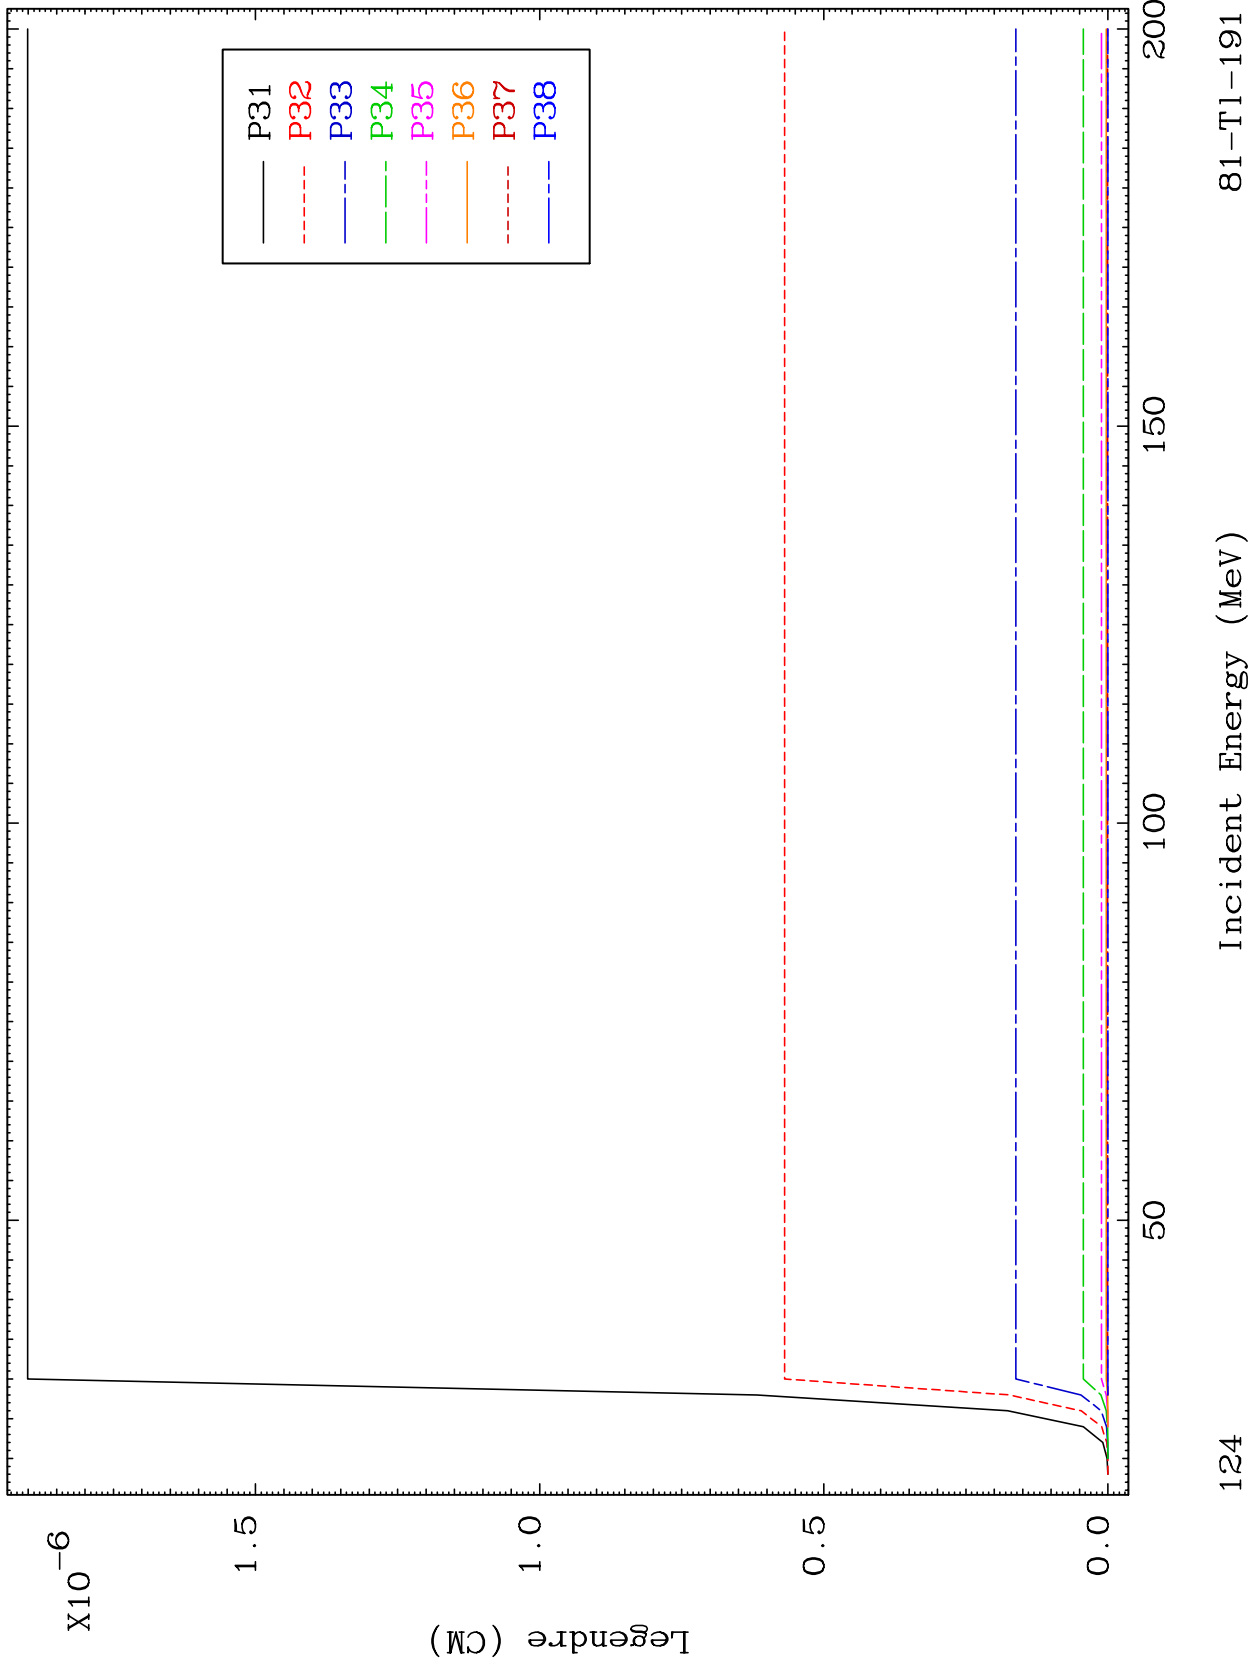 X10-6
1.5
1.0
0.5
0.0
Legendre (CM)
P31
P32
P33
P34
P35
P36
P37
P38
50
100
150
200
Incident Energy (MeV)
124
81-Tl-191